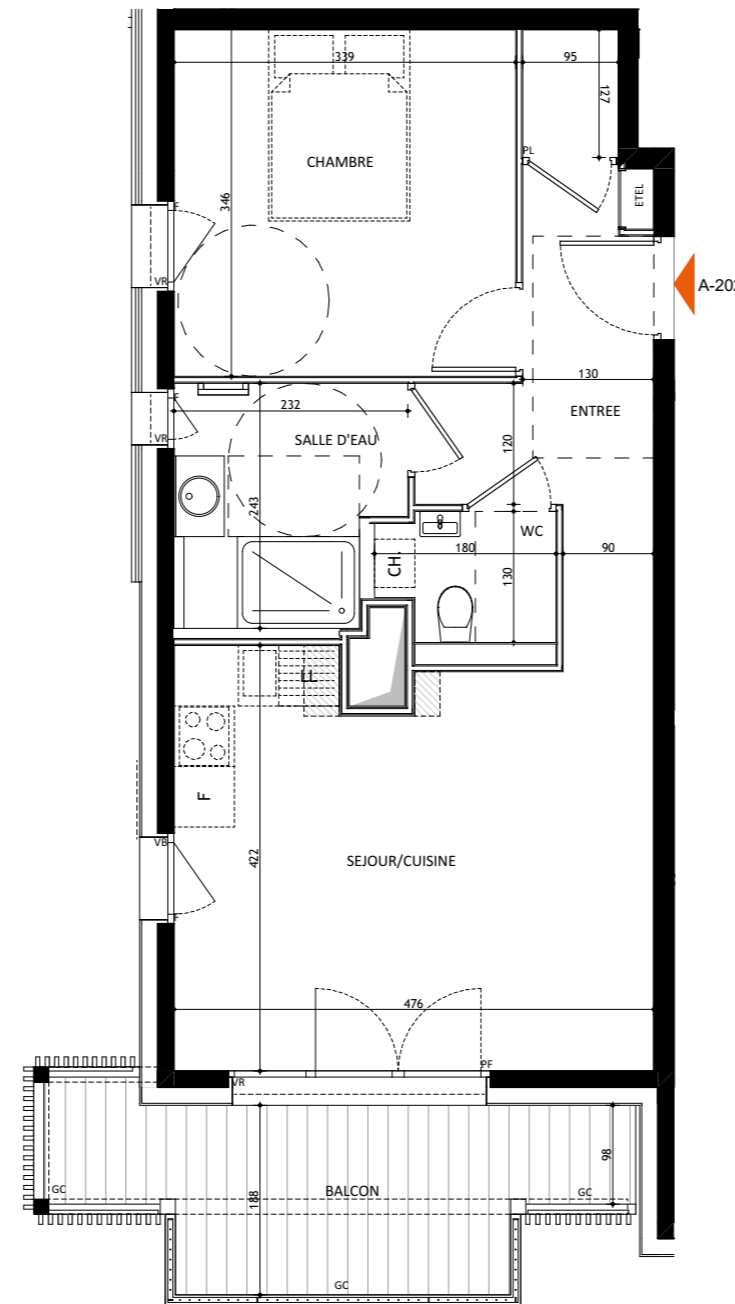 339
95
127
PL
CHAMBRE
ETEL
346
F
VR
A-202
130
F
232
ENTREE
VR
SALLE D'EAU
120
243
WC
180
90
CH.
130
LL
F
VB
422
SEJOUR/CUISINE
F
476
PF
VR
98
GC
BALCON
GC
188
GC